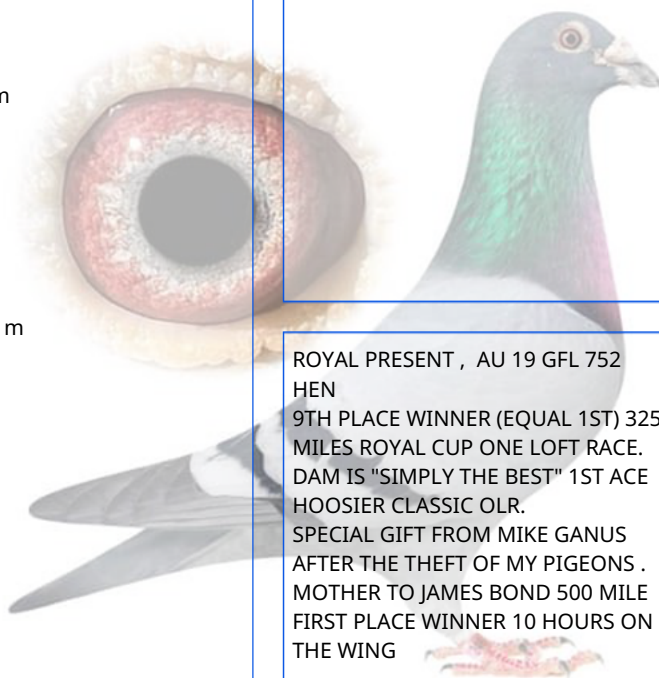 m
m
ROYAL PRESENT , AU 19 GFL 752
HEN
9TH PLACE WINNER (EQUAL 1ST) 325
MILES ROYAL CUP ONE LOFT RACE.
DAM IS "SIMPLY THE BEST" 1ST ACE
HOOSIER CLASSIC OLR.
SPECIAL GIFT FROM MIKE GANUS
AFTER THE THEFT OF MY PIGEONS .
MOTHER TO JAMES BOND 500 MILE
FIRST PLACE WINNER 10 HOURS ON
THE WING